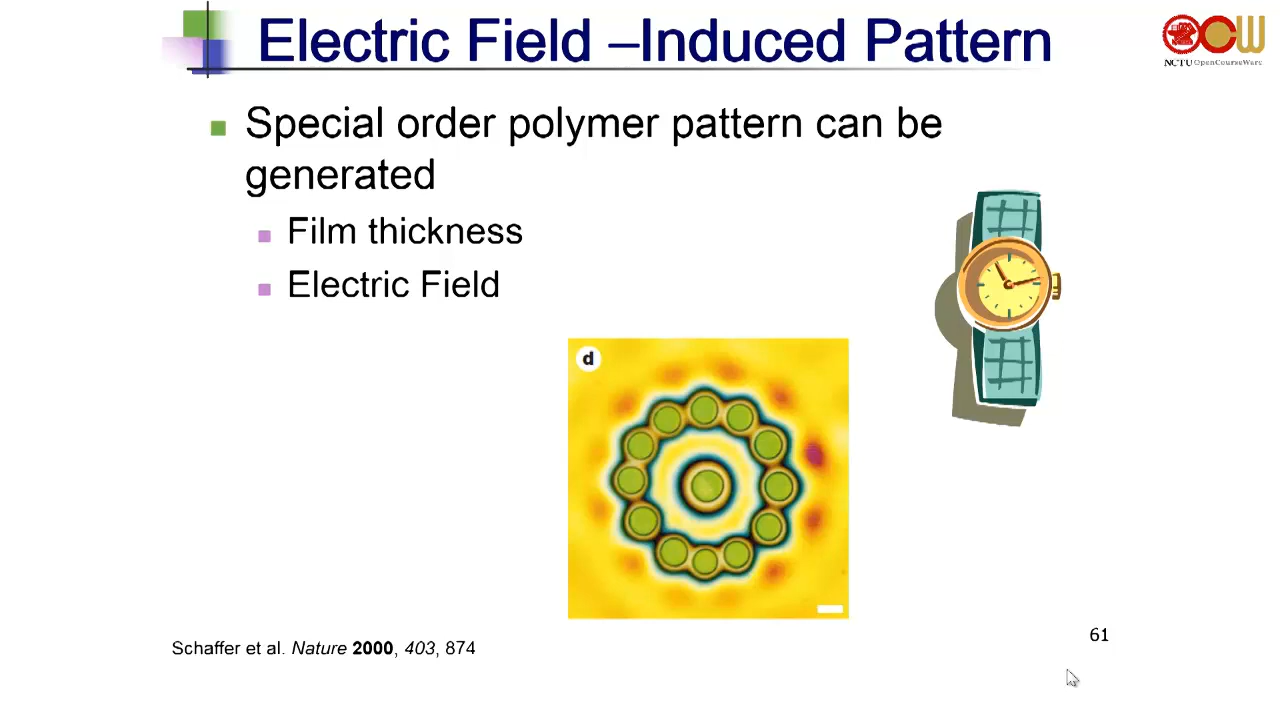 Electric Field –Induced Pattern
OCW
NCTU OpenCourseWare
Special order polymer pattern can be
generated
Film thickness
Electric Field
d
Schaffer et al. Nature 2000, 403, 874
61